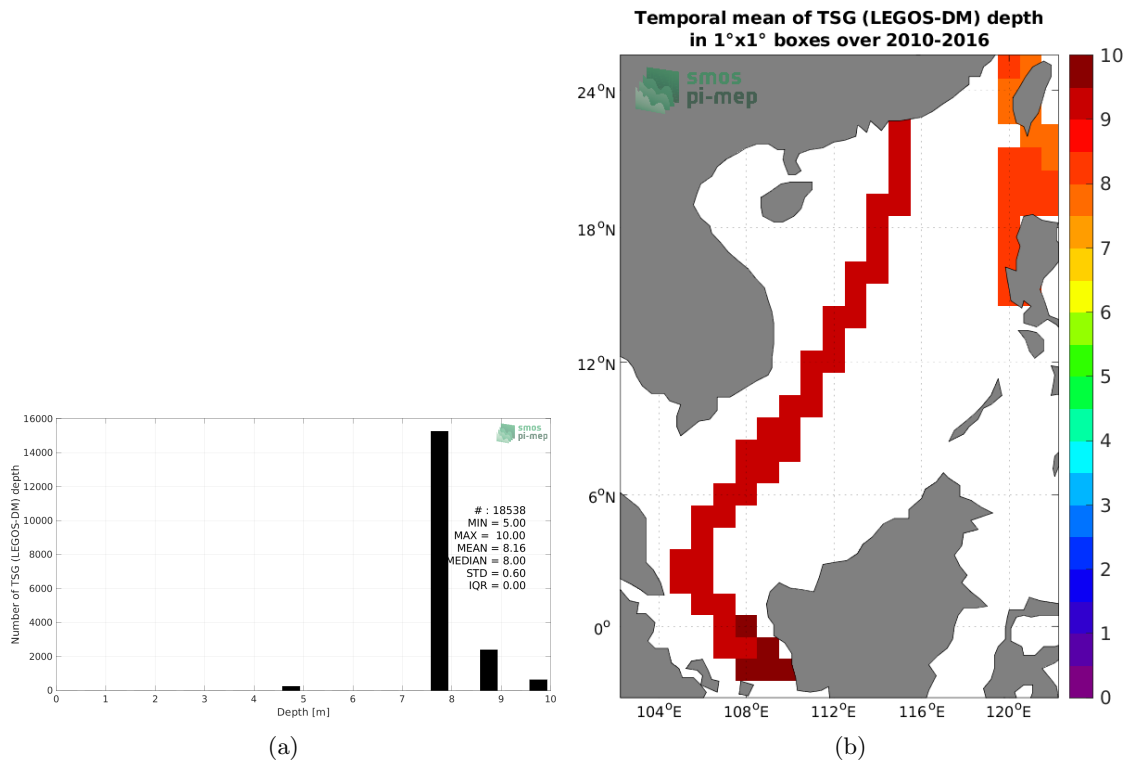 Temporal mean of TSG (LEGOS-DM) depth
in 1°x1° boxes over 2010-2016
smos
pi-mep
24°N
18°N
12°N
6°N
0°
104°E
108°E
112°E
116°E
120°E
10
9
8
7
6
5
4
3
2
1
0
16000
14000
12000
10000
8000
6000
4000
2000
0
Number of TSG (LEGOS-DM) depth
smos
pi-mep
# : 18538
MIN = 5.00
MAX = 10.00
MEAN = 8.16
MEDIAN = 8.00
STD = 0.60
IQR = 0.00
0 1 2 3 4 5 6 7 8 9 10
Depth [m]
(a)
(b)